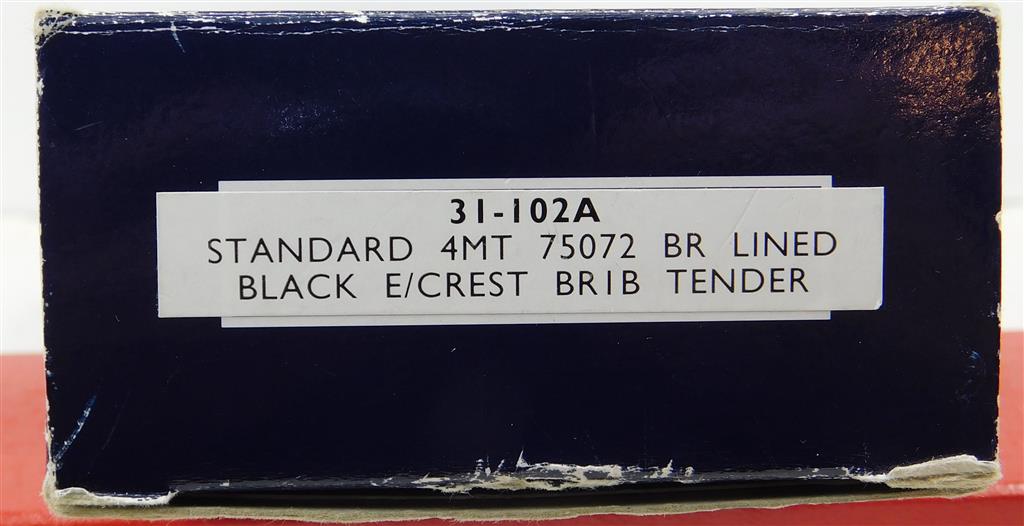 31-102A
STANDARD 4MT 75072 BR LINED
BLACK E/CREST BR1B TENDER